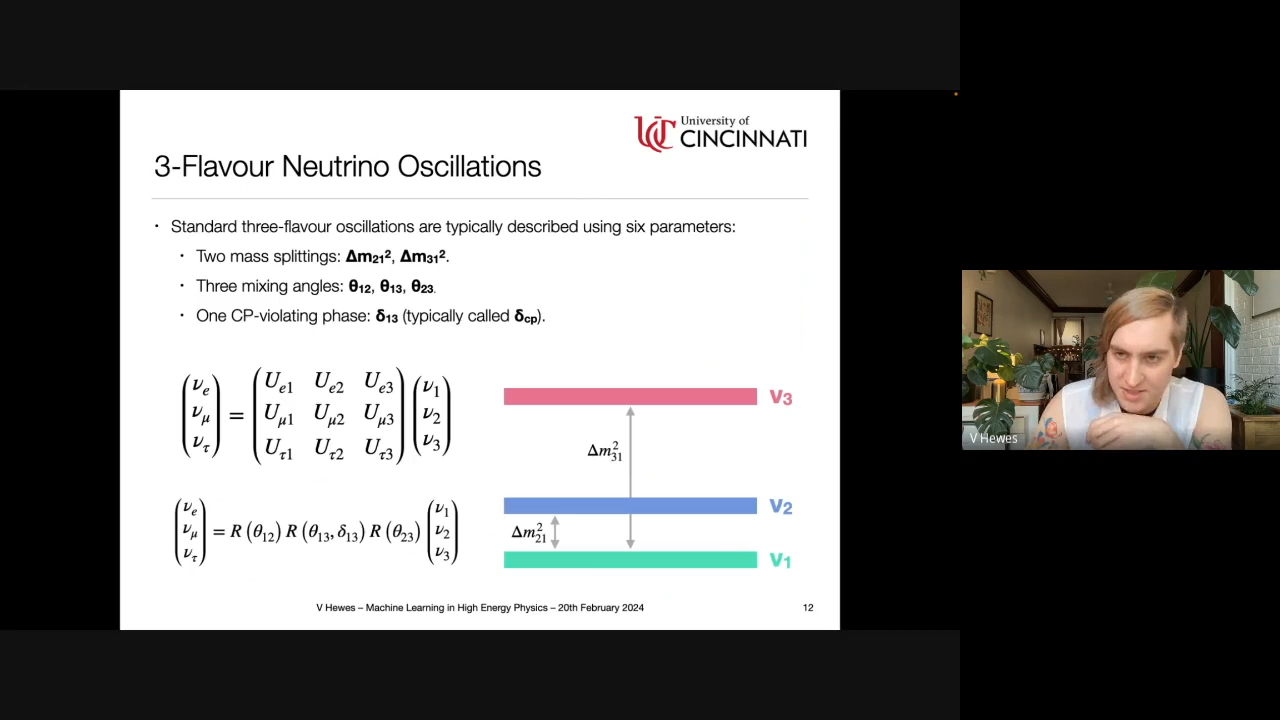 University of
CINCINNATI
3-Flavour Neutrino Oscillations
• Standard three-flavour oscillations are typically described using six parameters:
• Two mass splittings: Δm₂₁², Δm₃₁².
• Three mixing angles: θ₁₂, θ₁₃, θ₂₃.
• One CP-violating phase: δ₁₃ (typically called δcp).
(νe νμ ντ) = (Ue1 Ue2 Ue3
Uμ1 Uμ2 Uμ3
Uτ1 Uτ2 Uτ3) (ν1 ν2 ν3)
(νe νμ ντ) = R (θ₁₂) R (θ₁₃, δ₁₃) R (θ₂₃) (ν1 ν2 ν3)
ν₃
Δm²₃₁
ν₂
Δm²₂₁
ν₁
V Hewes – Machine Learning in High Energy Physics – 20th February 2024
12
V Hewes